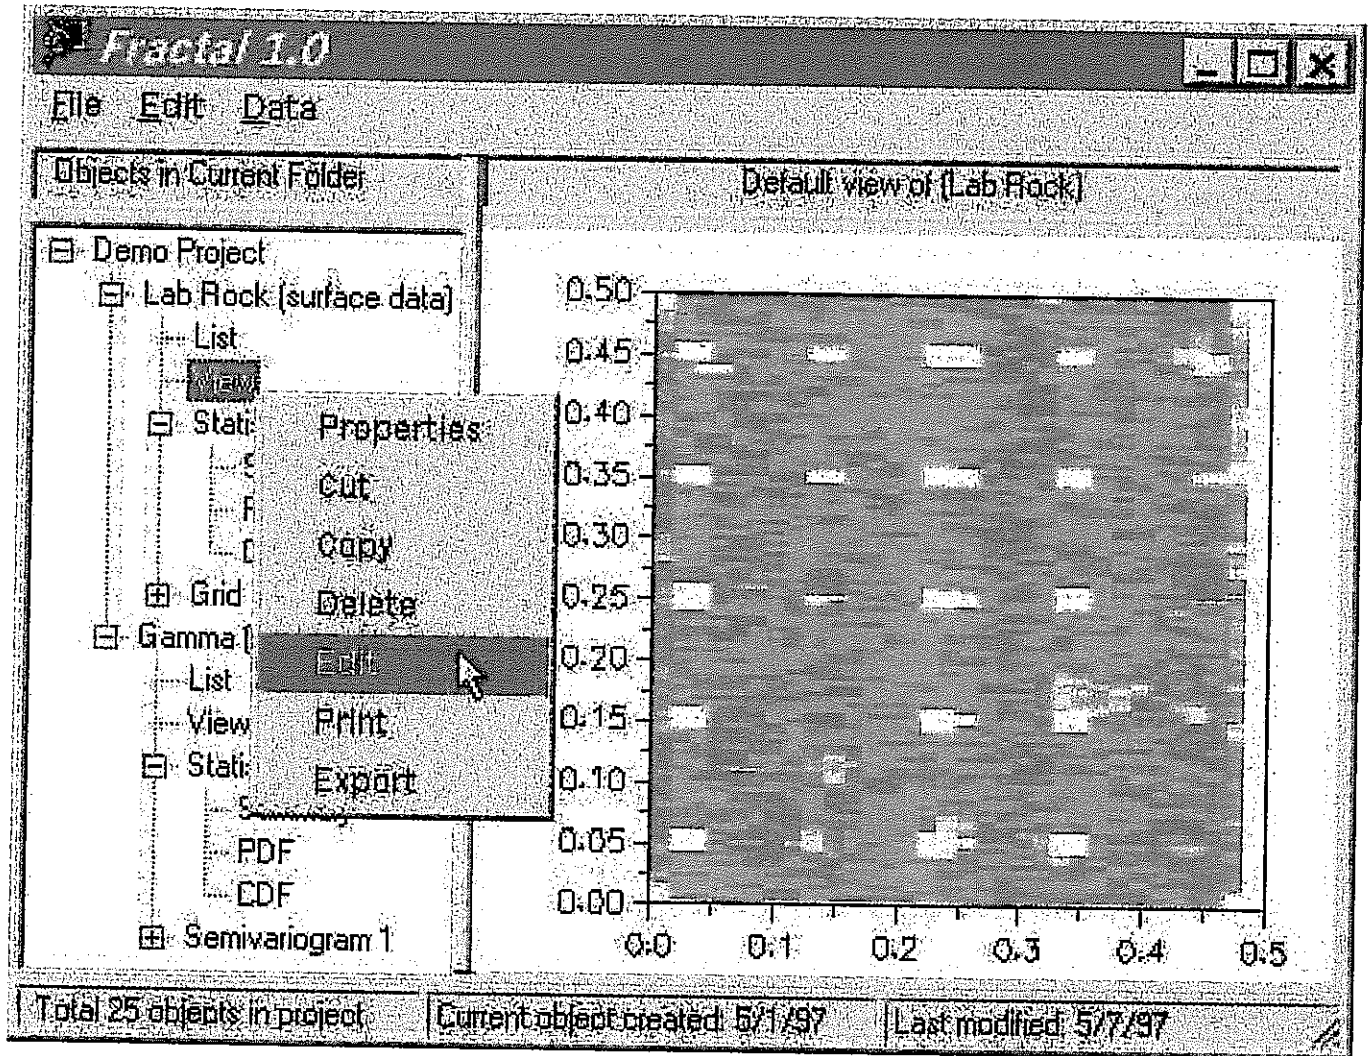 Fractal 1.0
File Edit Data
Objects in Current Folder
Default view of (Lab Rock)
Demo Project
Lab Rock (surface data)
List
View
Stati
S
F
D
Grid
Gamma (
List
View
Stati
PDF
CDF
Semivariogram 1
Properties
Cut
Copy
Delete
Edit
Print
Export
0.50
0.45
0.40
0.35
0.30
0.25
0.20
0.15
0.10
0.05
0.00
0.0 0.1 0.2 0.3 0.4 0.5
Total 25 objects in project
Current object created: 5/1/97
Last modified: 5/7/97